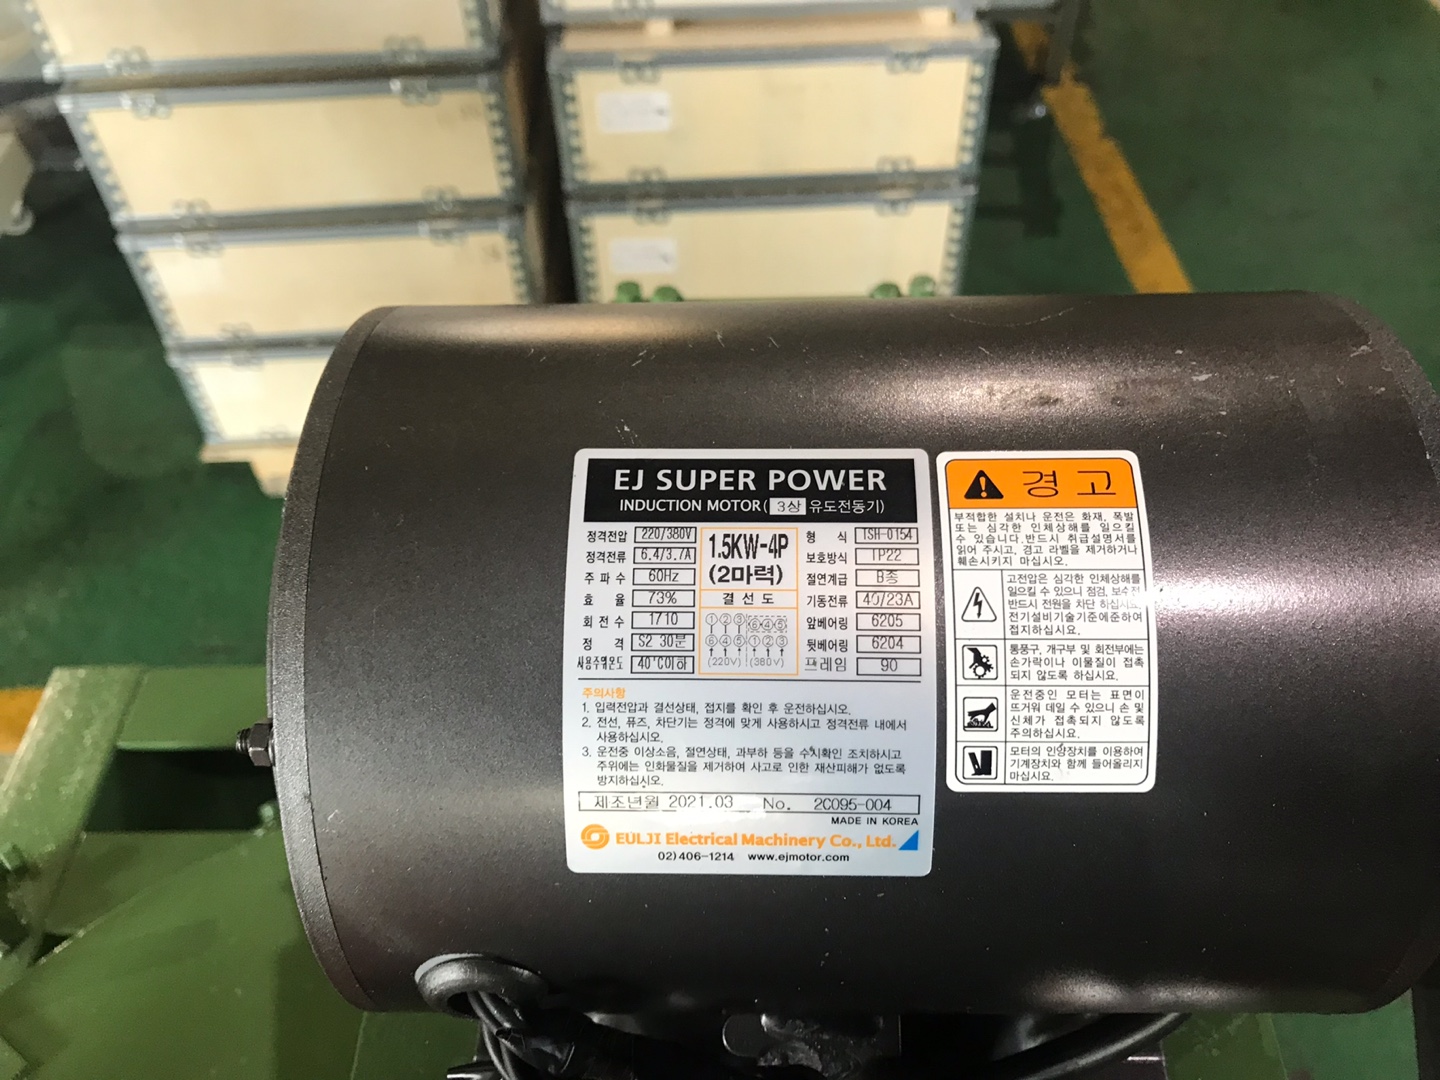 EJ SUPER POWER
INDUCTION MOTOR( 3상 유도전동기)
정격전압 220/380V
정격전류 6.4/3.7A
주 파 수 60Hz
효 율 73%
회 전 수 1710
정 격 S2 30분
사용주위온도 40°C이하
1.5KW-4P
(2마력)
결 선 도
① ② ③ ⑥ ④ ⑤
⑥ ④ ⑤ ① ② ③
(220V) (380V)
형 식 TSH-0154
보호방식 IP22
절연계급 B종
기동전류 40/23A
앞베어링 6205
뒷베어링 6204
프레임 90
주의사항
1. 입력전압과 결선상태, 접지를 확인 후 운전하십시오.
2. 전선, 퓨즈, 차단기는 정격에 맞게 사용하시고 정격전류 내에서
사용하십시오.
3. 운전중 이상소음, 절연상태, 과부하 등을 수시확인 조치하시고
주위에는 인화물질을 제거하여 사고로 인한 재산피해가 없도록
방지하십시오.
제조년월 2021.03 No. 2C095-004
MADE IN KOREA
EULJI Electrical Machinery Co., Ltd.
02)406-1214 www.ejmotor.com
경 고
부적합한 설치나 운전은 화재, 폭발
또는 심각한 인체상해를 일으킬
수 있습니다.반드시 취급설명서를
읽어 주시고, 경고 라벨을 제거하거나
훼손시키지 마십시오.
고전압은 심각한 인체상해를
일으킬 수 있으니 점검, 보수전
반드시 전원을 차단 하십시오.
전기설비기술기준에준하여
접지하십시요.
통풍구, 개구부 및 회전부에는
손가락이나 이물질이 접촉
되지 않도록 하십시요.
운전중인 모터는 표면이
뜨거워 데일 수 있으니 손 및
신체가 접촉되지 않도록
주의하십시요.
모터의 인양장치를 이용하여
기계장치와 함께 들어올리지
마십시요.